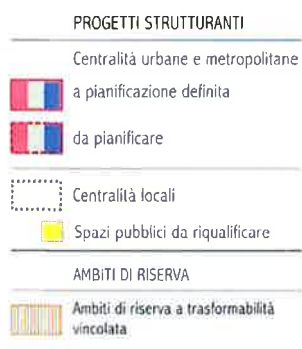 PROGETTI STRUTTURANTI
Centralità urbane e metropolitane
a pianificazione definita
da pianificare
Centralità locali
Spazi pubblici da riqualificare
AMBITI DI RISERVA
Ambiti di riserva a trasformabilità
vincolata